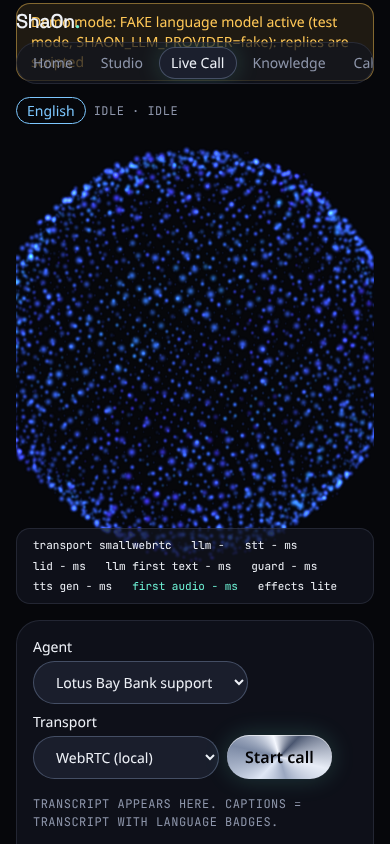 ShaOn.
mode: FAKE language model active (test
mode, SHAON_LLM_PROVIDER=fake): replies are
Home Studio Live Call Knowledge Cal
English IDLE · IDLE
transport smallwebrtc llm - stt - ms
lid - ms llm first text - ms guard - ms
tts gen - ms first audio - ms effects lite
Agent
Lotus Bay Bank support
Transport
WebRTC (local)
Start call
TRANSCRIPT APPEARS HERE. CAPTIONS =
TRANSCRIPT WITH LANGUAGE BADGES.